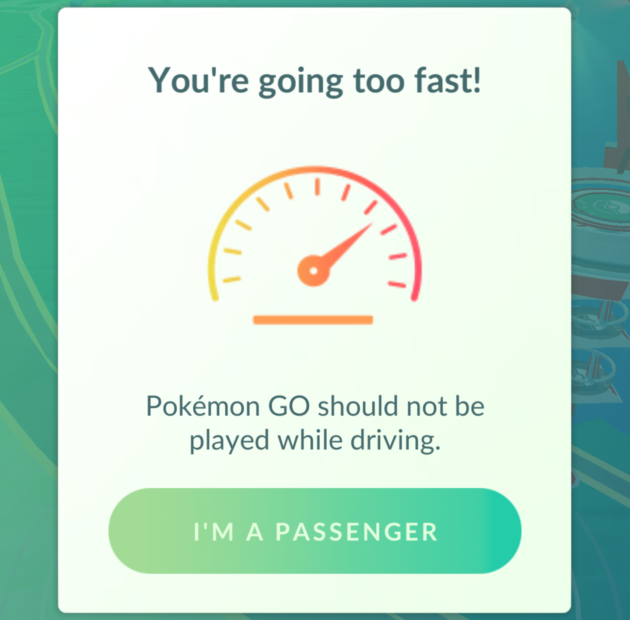 You're going too fast!
Pokémon GO should not be
played while driving.
I'M A PASSENGER